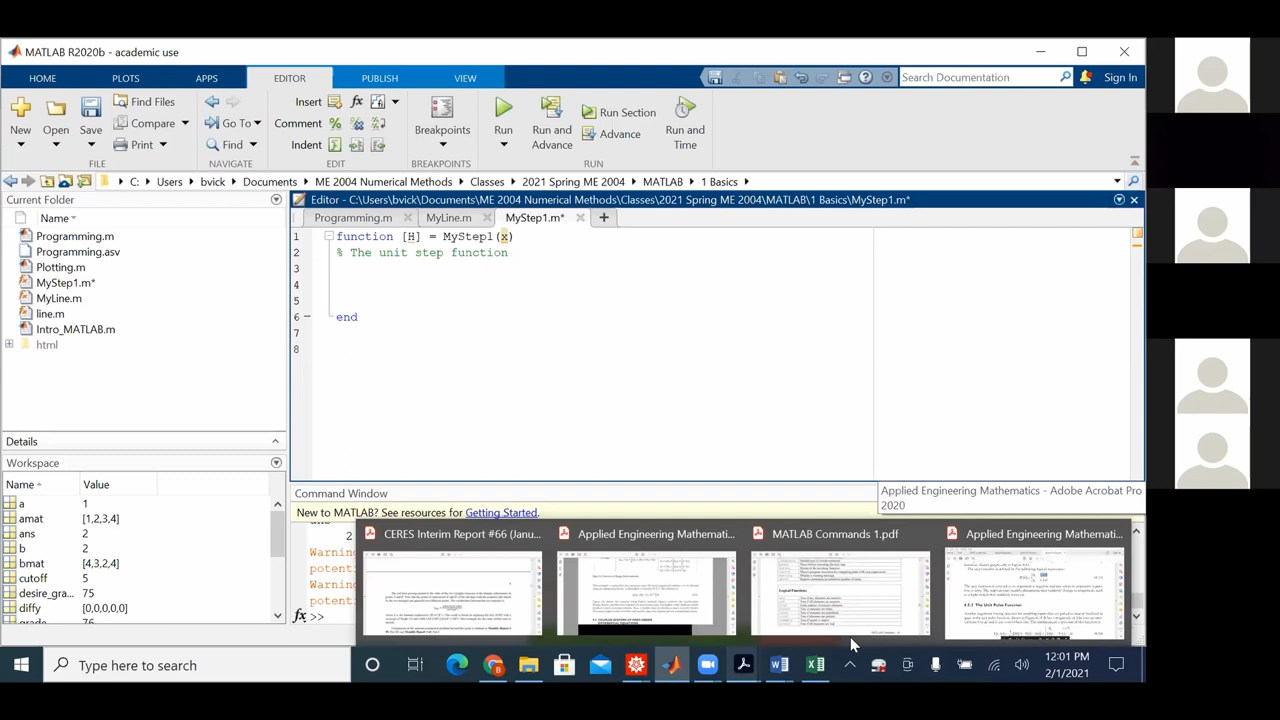 MATLAB R2020b - academic use
HOME PLOTS APPS EDITOR PUBLISH VIEW Search Documentation Sign In
New Open Save Find Files Compare Print Go To Find Insert fx Comment % Indent Breakpoints Run Run and Advance Run Section Advance Run and Time
FILE NAVIGATE EDIT BREAKPOINTS RUN
C: Users bvick Documents ME 2004 Numerical Methods Classes 2021 Spring ME 2004 MATLAB 1 Basics
Current Folder
Name
Programming.m
Programming.asv
Plotting.m
MyStep1.m*
MyLine.m
line.m
Intro_MATLAB.m
html
Details
Workspace
Name Value
a 1
amat [1,2,3,4]
ans 2
b 2
bmat [4,3,2,4]
cutoff
desire_gra... 75
diffy [0,0,0,0,0]
Editor - C:\Users\bvick\Documents\ME 2004 Numerical Methods\Classes\2021 Spring ME 2004\MATLAB\1 Basics\MyStep1.m*
Programming.m MyLine.m MyStep1.m*
1 function [H] = MyStep1(x)
2 % The unit step function
3
4
5
6 end
7
8
Command Window
New to MATLAB? See resources for Getting Started.
2
Warnin
potenti
Warnin
potenti
fx >>
Applied Engineering Mathematics - Adobe Acrobat Pro
2020
CERES Interim Report #66 (Janu...
Applied Engineering Mathemati...
MATLAB Commands 1.pdf
Applied Engineering Mathemati...
Type here to search
12:01 PM
2/1/2021